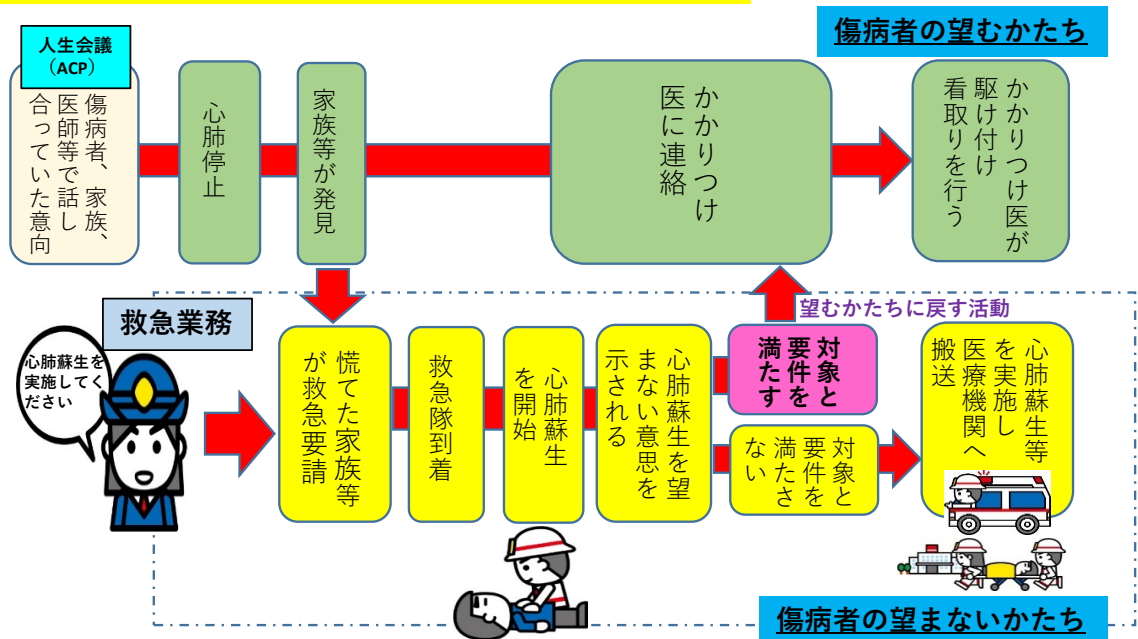 傷病者の望むかたち
人生会議
（ACP）
傷病者、家族、
医師等で話し
合っていた意向
心肺停止
家族等が発見
かかりつけ
医に連絡
かかりつけ医が
駆け付け
看取りを行う
救急業務
望むかたちに戻す活動
心肺蘇生を
実施してく
ださい
慌てた家族等
が救急要請
救急隊到着
心肺蘇生
を開始
心肺蘇生を望
まない意思を
示される
対象と
要件を
満たす
対象と
要件を
満たさ
ない
心肺蘇生等
を実施し
医療機関へ
搬送
傷病者の望まないかたち